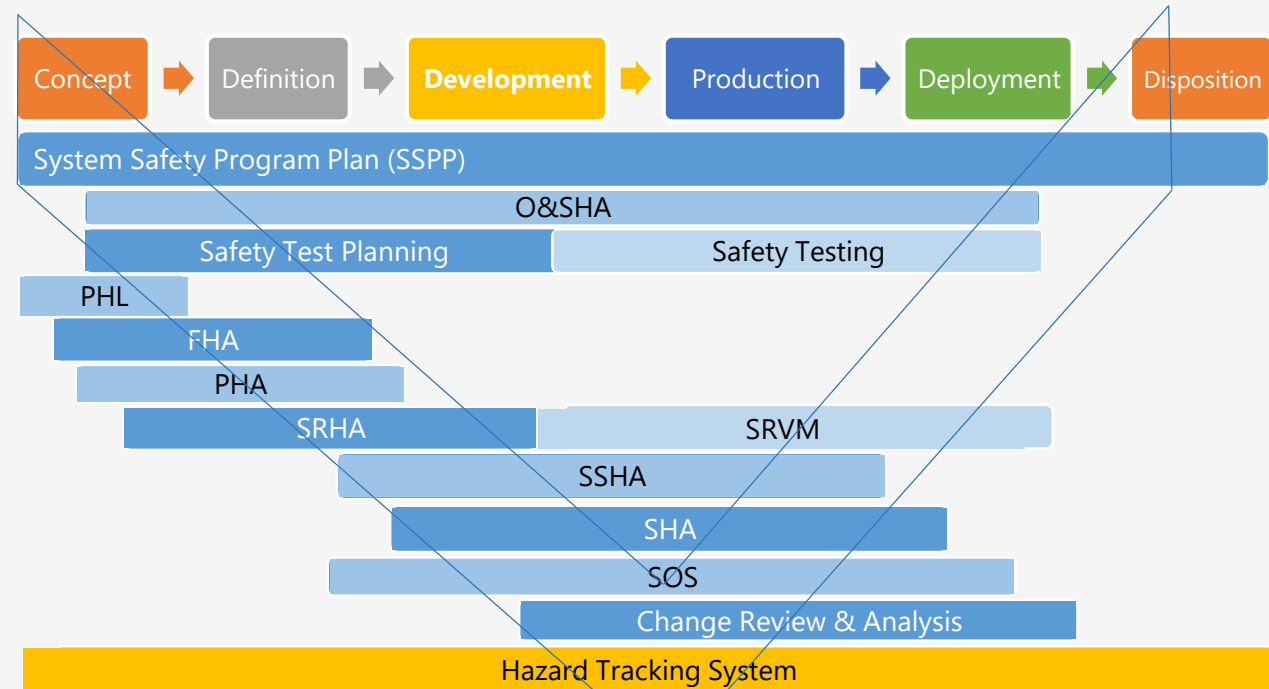 Concept
Definition
Development
Production
Deployment
Disposition
System Safety Program Plan (SSPP)
O&SHA
Safety Test Planning
Safety Testing
PHL
FHA
PHA
SRHA
SRVM
SSHA
SHA
SOS
Change Review & Analysis
Hazard Tracking System